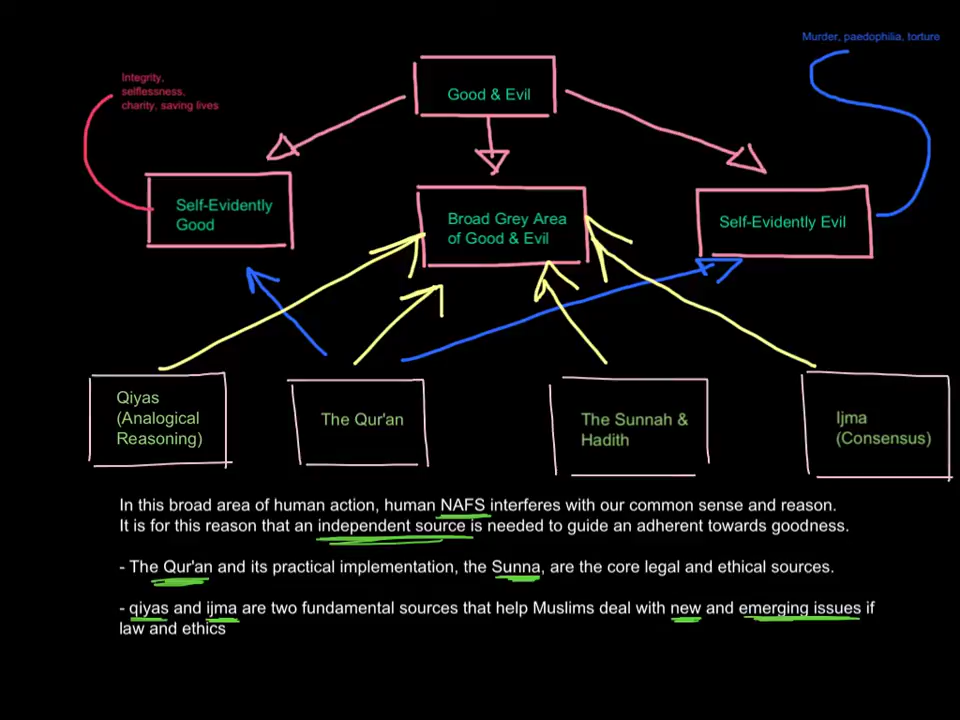 Murder, paedophilia, torture
Integrity,
selflessness,
charity, saving lives
Good & Evil
Self-Evidently
Good
Broad Grey Area
of Good & Evil
Self-Evidently Evil
Qiyas
(Analogical
Reasoning)
The Qur'an
The Sunnah &
Hadith
Ijma
(Consensus)
In this broad area of human action, human NAFS interferes with our common sense and reason.
It is for this reason that an independent source is needed to guide an adherent towards goodness.
- The Qur'an and its practical implementation, the Sunna, are the core legal and ethical sources.
- qiyas and ijma are two fundamental sources that help Muslims deal with new and emerging issues if
law and ethics